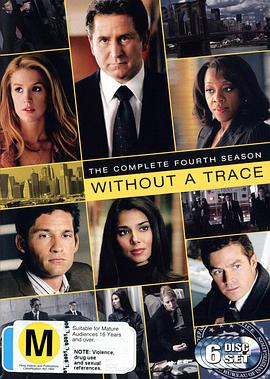 THE COMPLETE FOURTH SEASON
WITHOUT A TRACE
M
Suitable for Mature
Audiences 16 Years
and over.
NOTE: Violence,
drug use
and sexual
references.
6 DISC
SET